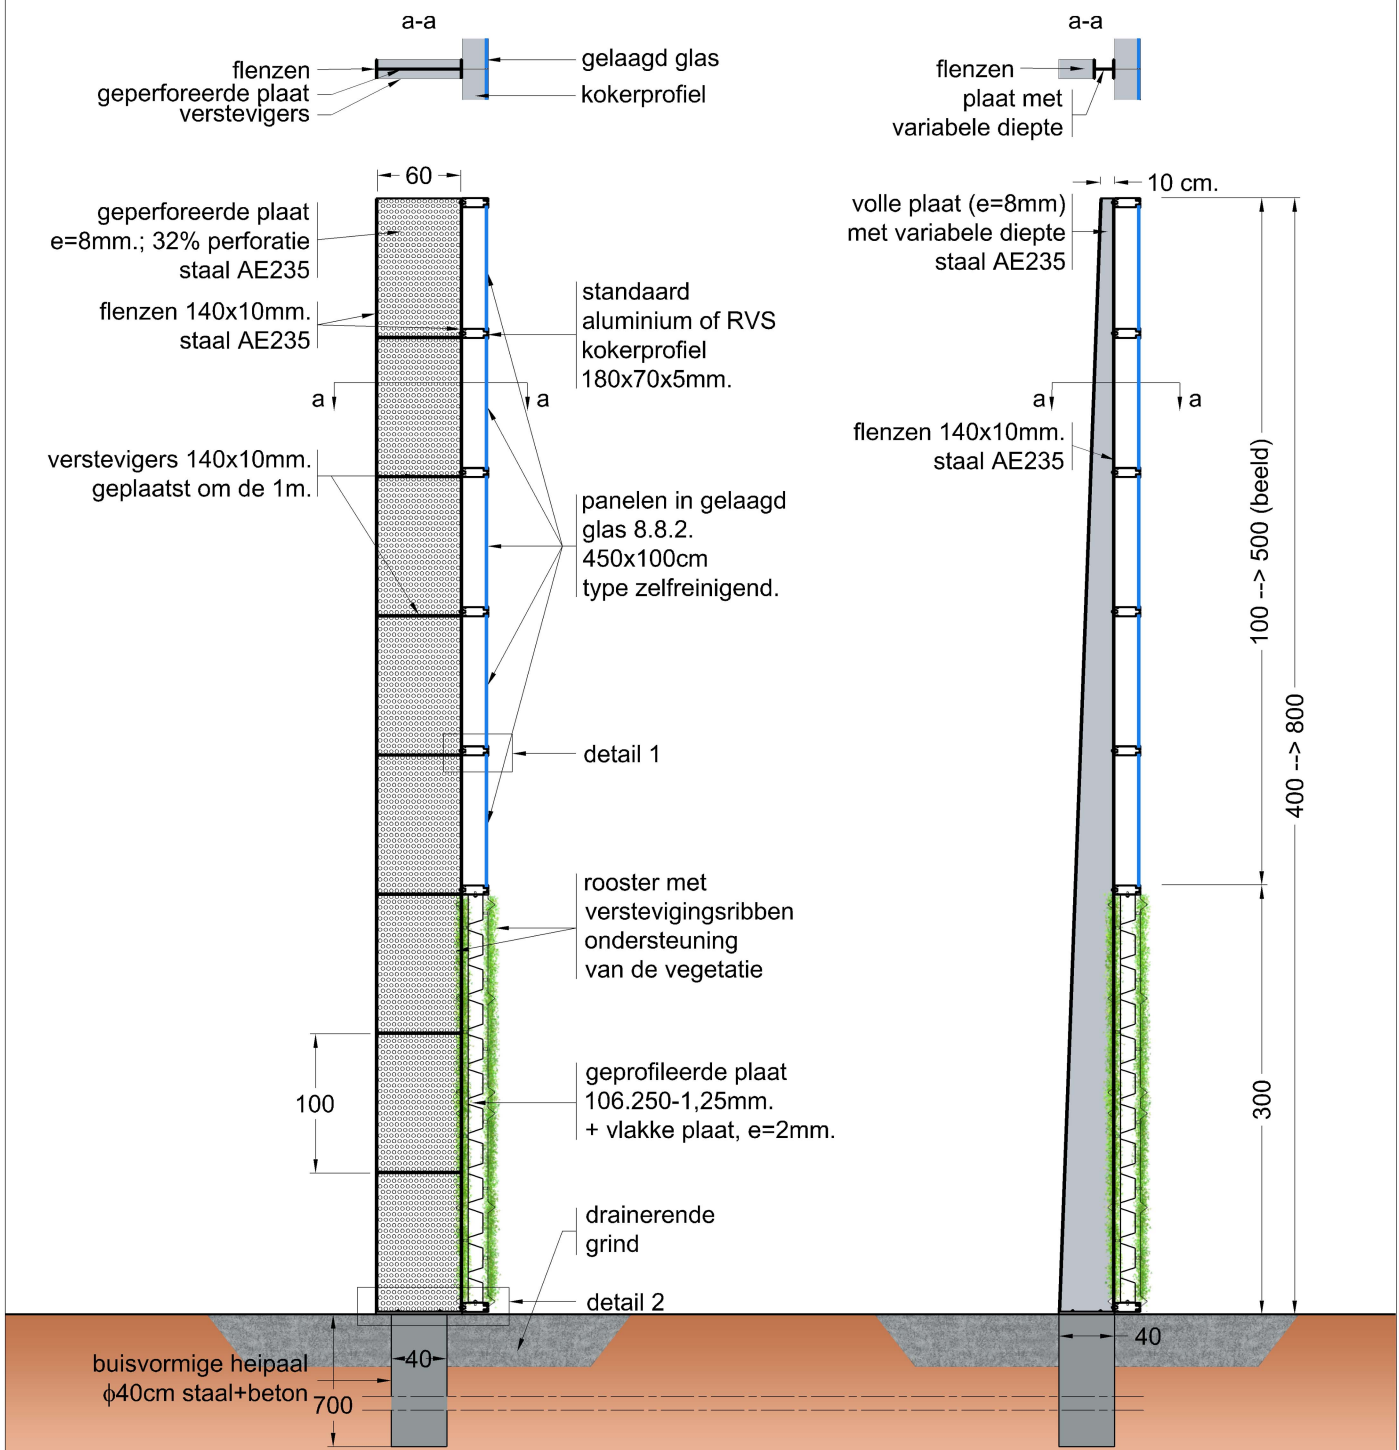 a-a
flenzen
geperforeerde plaat
verstevigers
gelaagd glas
kokerprofiel
a-a
flenzen
plaat met
variabele diepte
60
geperforeerde plaat
e=8mm.; 32% perforatie
staal AE235
flenzen 140x10mm.
staal AE235
a
a
verstevigers 140x10mm.
geplaatst om de 1m.
standaard
aluminium of RVS
kokerprofiel
180x70x5mm.
panelen in gelaagd
glas 8.8.2.
450x100cm
type zelfreinigend.
detail 1
rooster met
verstevigingsribben
ondersteuning
van de vegetatie
100
geprofileerde plaat
106.250-1,25mm.
+ vlakke plaat, e=2mm.
drainerende
grind
detail 2
40
buisvormige heipaal
ϕ40cm staal+beton
700
10 cm.
volle plaat (e=8mm)
met variabele diepte
staal AE235
a
a
flenzen 140x10mm.
staal AE235
100 --> 500 (beeld)
400 --> 800
300
40